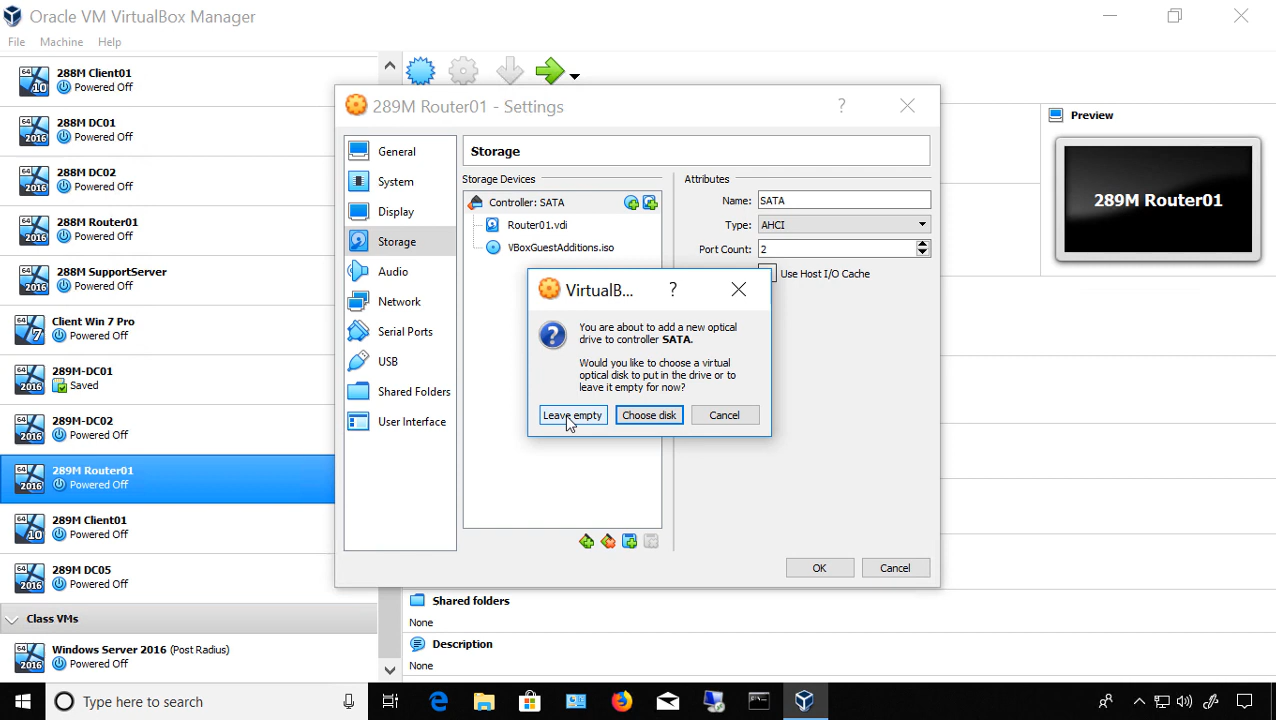 Oracle VM VirtualBox Manager
File Machine Help
288M Client01
Powered Off
288M DC01
Powered Off
288M DC02
Powered Off
288M Router01
Powered Off
288M SupportServer
Powered Off
Client Win 7 Pro
Powered Off
289M-DC01
Saved
289M-DC02
Powered Off
289M Router01
Powered Off
289M Client01
Powered Off
289M DC05
Powered Off
Class VMs
Windows Server 2016 (Post Radius)
Powered Off
289M Router01 - Settings
General
System
Display
Storage
Audio
Network
Serial Ports
USB
Shared Folders
User Interface
Storage
Storage Devices
Controller: SATA
Router01.vdi
VBoxGuestAdditions.iso
Attributes
Name: SATA
Type: AHCI
Port Count: 2
Use Host I/O Cache
VirtualB...
You are about to add a new optical
drive to controller SATA.
Would you like to choose a virtual
optical disk to put in the drive or to
leave it empty for now?
Leave empty Choose disk Cancel
OK Cancel
Preview
289M Router01
Shared folders
None
Description
None
Type here to search